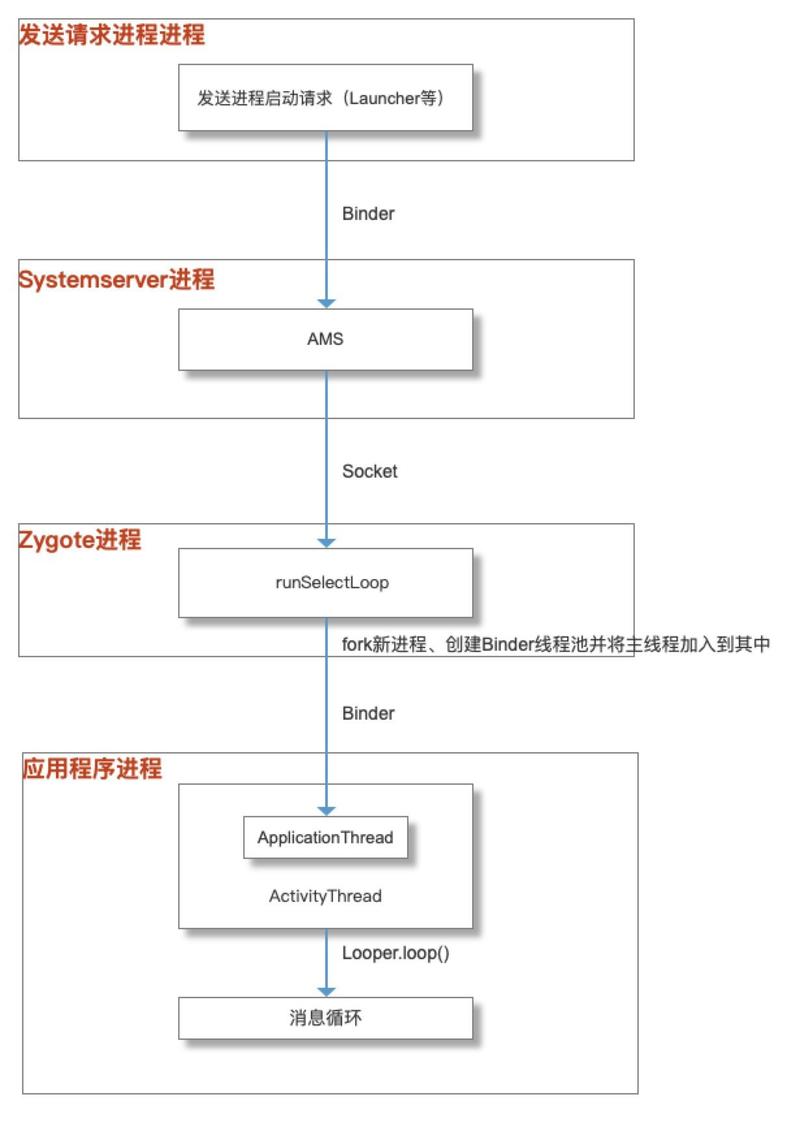 发送请求进程进程
发送进程启动请求（Launcher等）
Binder
Systemserver进程
AMS
Socket
Zygote进程
runSelectLoop
fork新进程、创建Binder线程池并将主线程加入到其中
Binder
应用程序进程
ApplicationThread
ActivityThread
Looper.loop()
消息循环